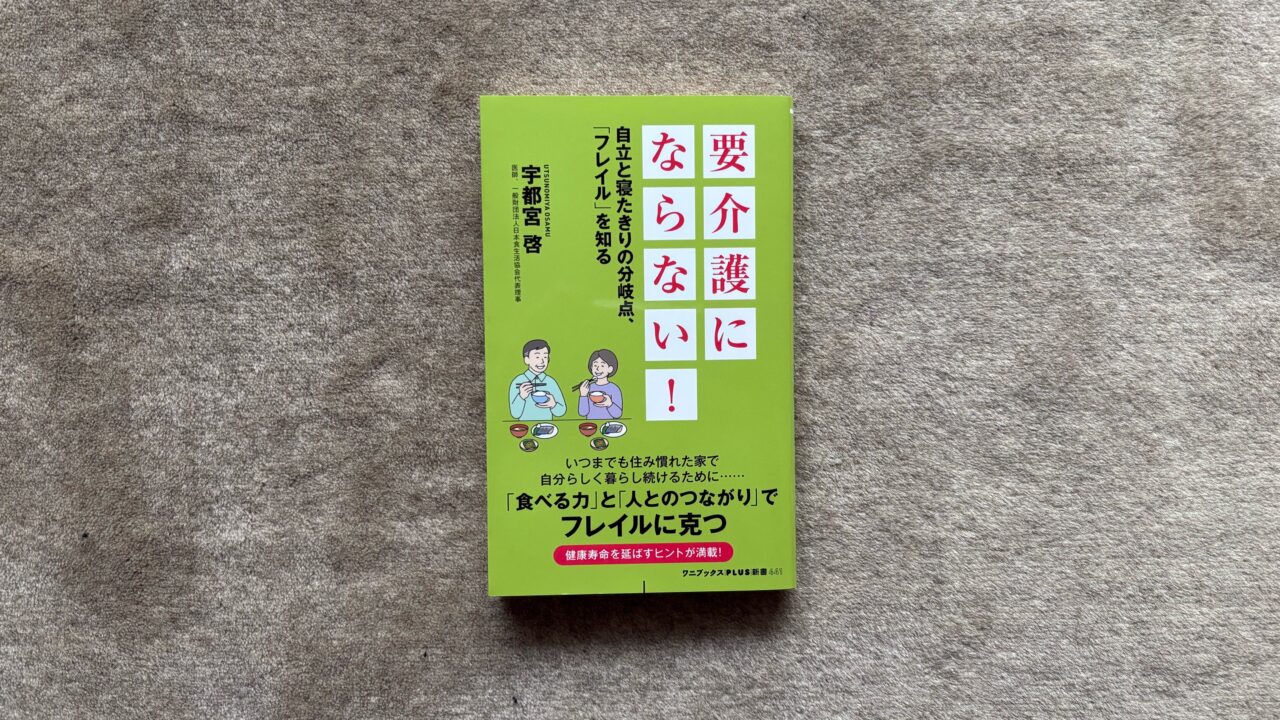 要介護に
ならない!
自立と寝たきりの分岐点、
「フレイル」を知る
UTSUNOMIYA OSAMU
宇都宮 啓
医師、一般財団法人日本食生活協会代表理事
いつまでも住み慣れた家で
自分らしく暮らし続けるために……
「食べる力」と「人とのつながり」で
フレイルに克つ
健康寿命を延ばすヒントが満載!
ワニブックス|PLUS|新書 441